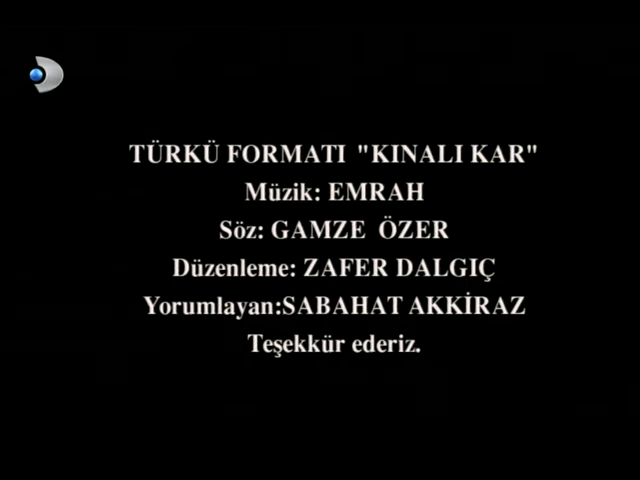 TÜRKÜ FORMATI "KINALI KAR"
Müzik: EMRAH
Söz: GAMZE ÖZER
Düzenleme: ZAFER DALGIÇ
Yorumlayan:SABAHAT AKKİRAZ
Teşekkür ederiz.